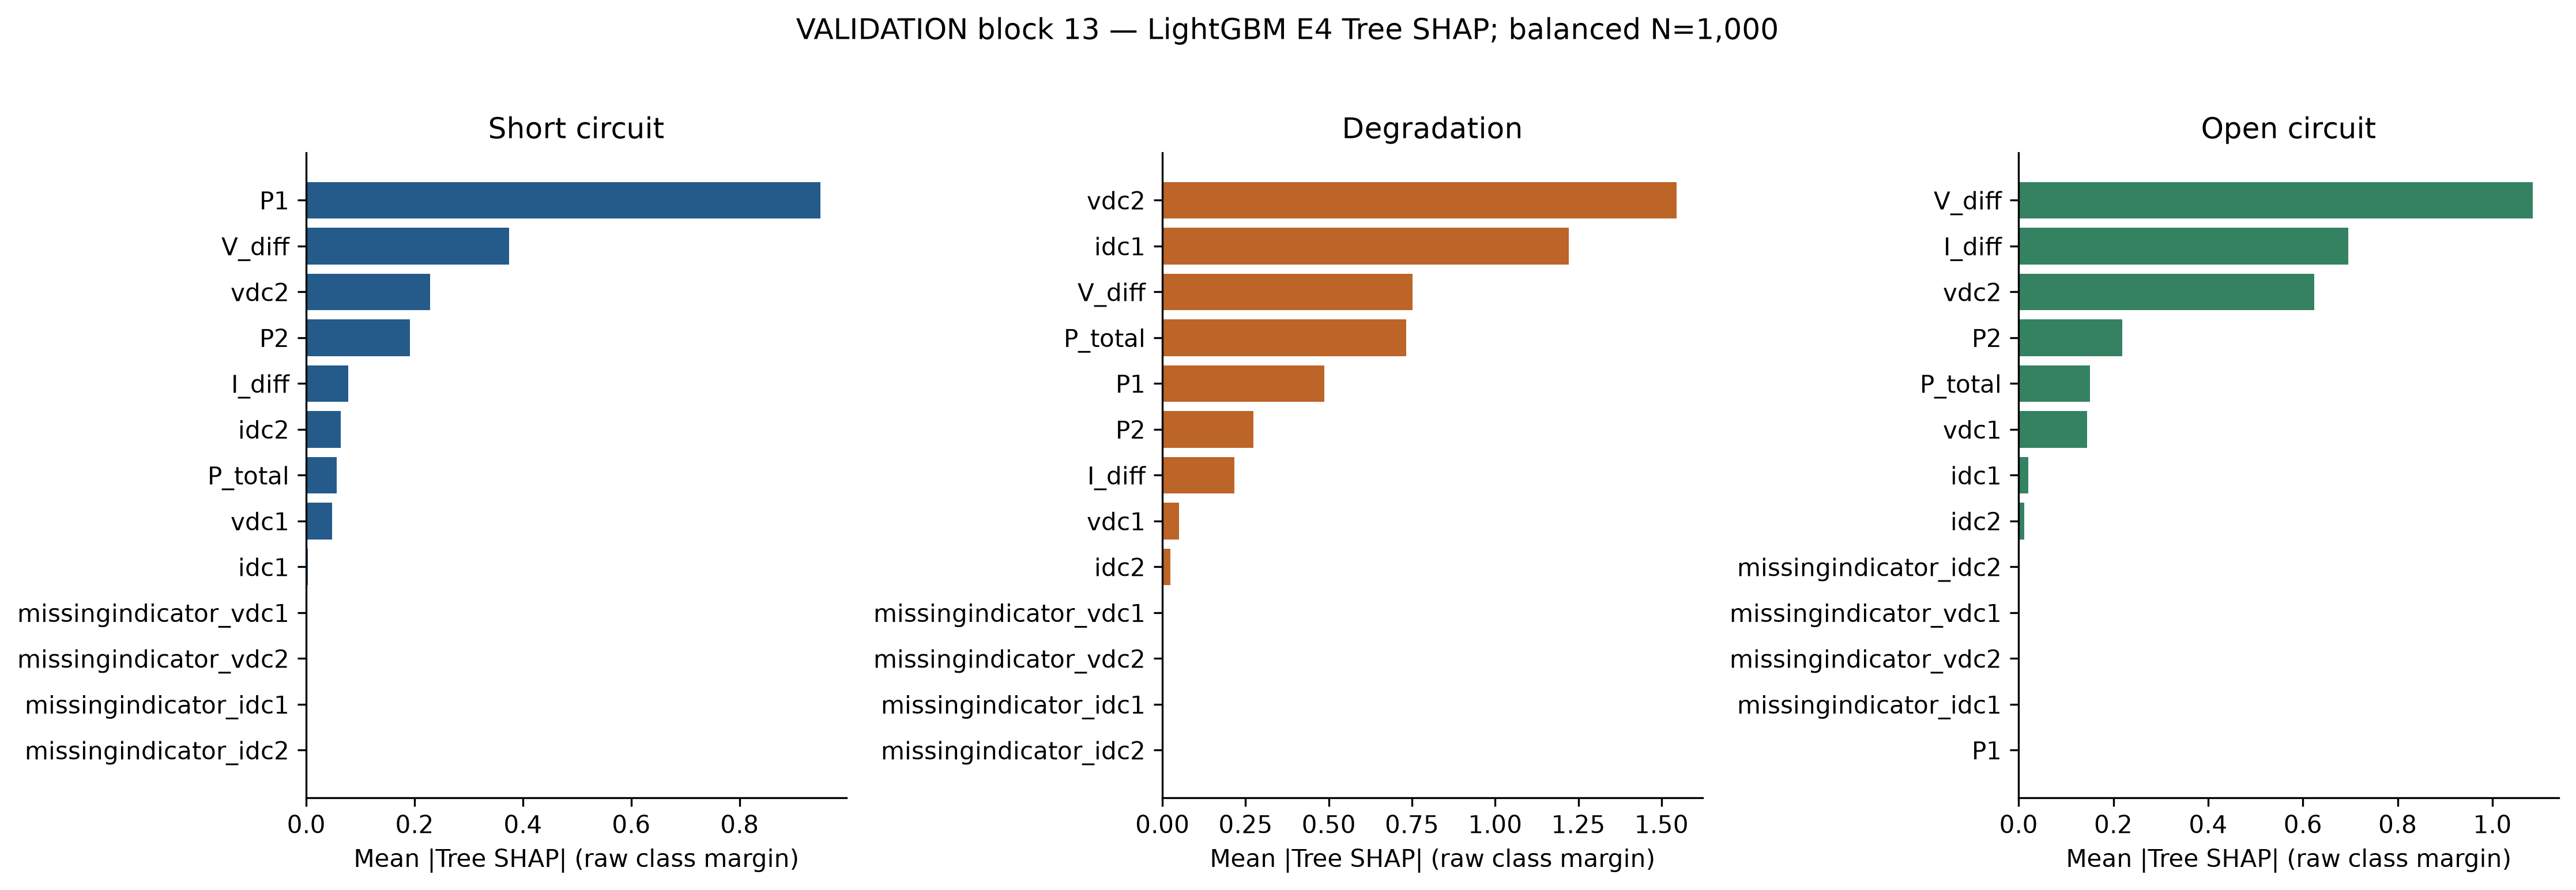 VALIDATION block 13 — LightGBM E4 Tree SHAP; balanced N=1,000
Short circuit
P1
V_diff
vdc2
P2
I_diff
idc2
P_total
vdc1
idc1
missingindicator_vdc1
missingindicator_vdc2
missingindicator_idc1
missingindicator_idc2
0.0 0.2 0.4 0.6 0.8
Mean |Tree SHAP| (raw class margin)
Degradation
vdc2
idc1
V_diff
P_total
P1
P2
I_diff
vdc1
idc2
missingindicator_vdc1
missingindicator_vdc2
missingindicator_idc1
missingindicator_idc2
0.00 0.25 0.50 0.75 1.00 1.25 1.50
Mean |Tree SHAP| (raw class margin)
Open circuit
V_diff
I_diff
vdc2
P2
P_total
vdc1
idc1
idc2
missingindicator_idc2
missingindicator_vdc1
missingindicator_vdc2
missingindicator_idc1
P1
0.0 0.2 0.4 0.6 0.8 1.0
Mean |Tree SHAP| (raw class margin)